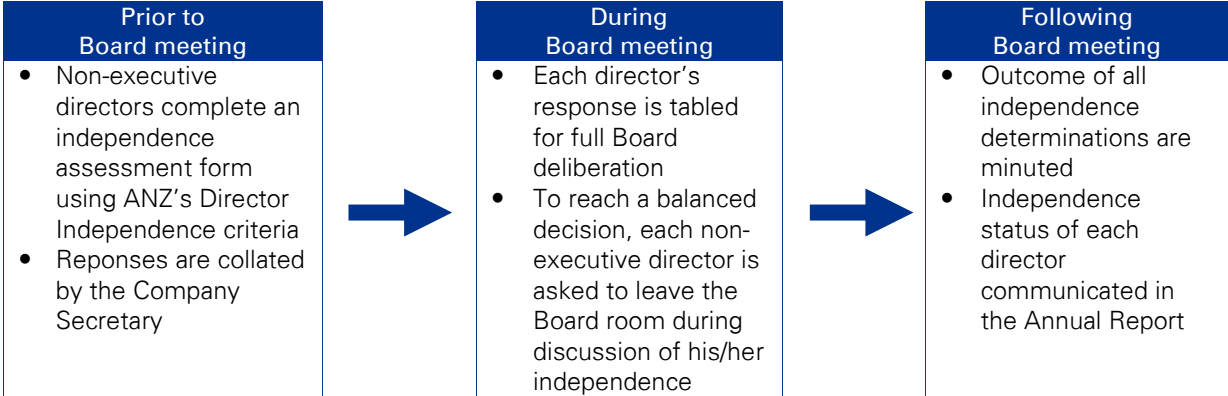 Prior to
Board meeting
• Non-executive
directors complete an
independence
assessment form
using ANZ's Director
Independence criteria
• Reponses are collated
by the Company
Secretary
During
Board meeting
• Each director's
response is tabled
for full Board
deliberation
• To reach a balanced
decision, each non-
executive director is
asked to leave the
Board room during
discussion of his/her
independence
Following
Board meeting
• Outcome of all
independence
determinations are
minuted
• Independence
status of each
director
communicated in
the Annual Report